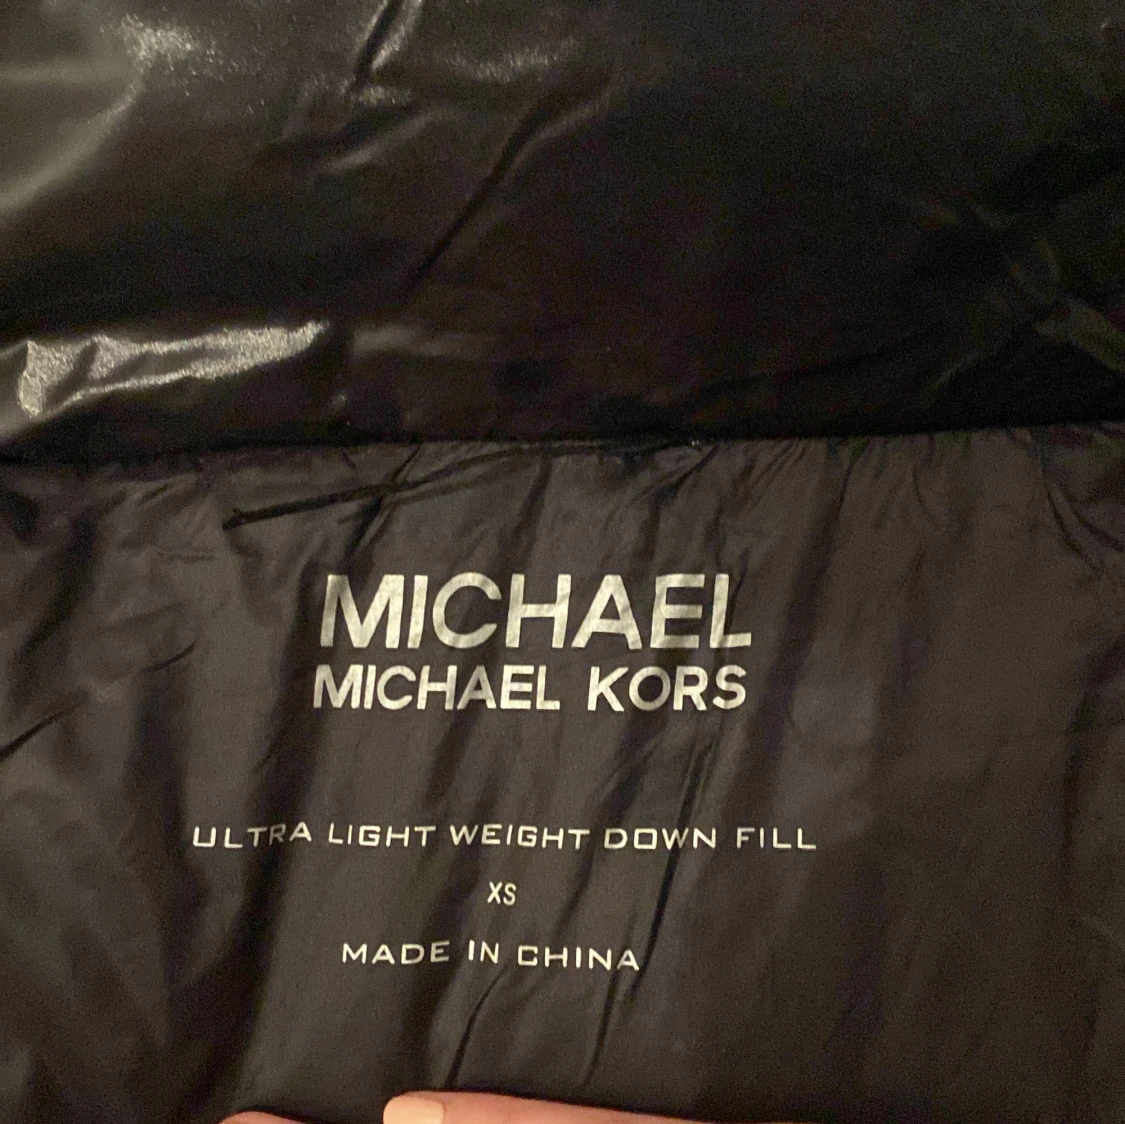 MICHAEL
MICHAEL KORS
ULTRA LIGHT WEIGHT DOWN FILL
XS
MADE IN CHINA